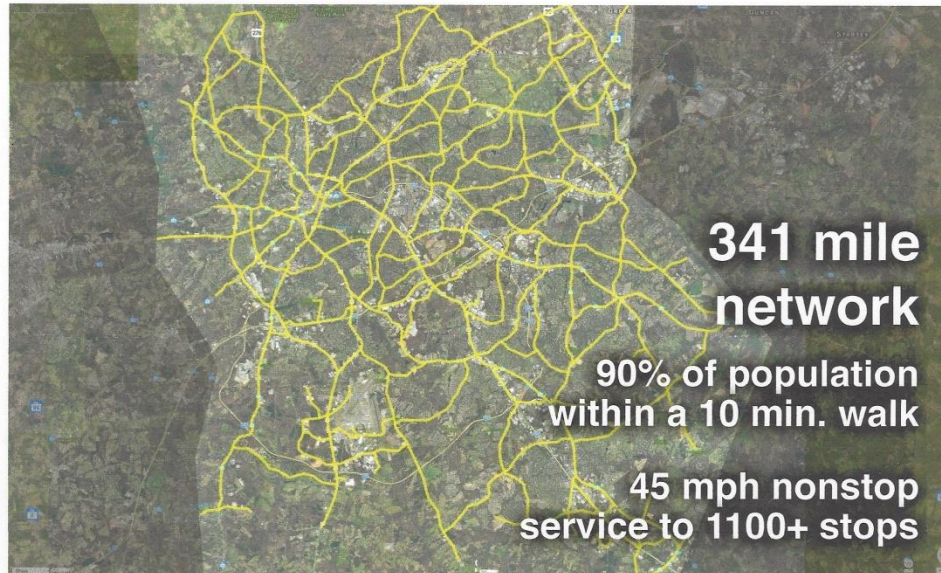 341 mile
network
90% of population
within a 10 min. walk
45 mph nonstop
service to 1100+ stops